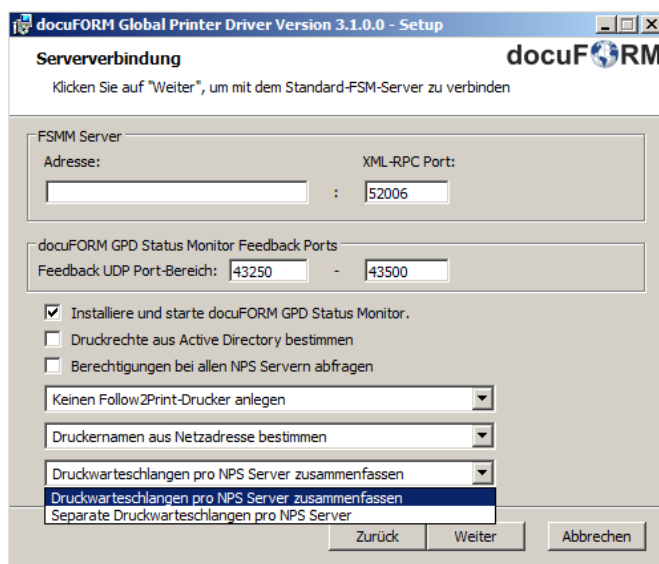 docuFORM Global Printer Driver Version 3.1.0.0 - Setup
Serververbindung
docuFORM
Klicken Sie auf "Weiter", um mit dem Standard-FSM-Server zu verbinden
FSMM Server
Adresse: XML-RPC Port:
: 52006
docuFORM GPD Status Monitor Feedback Ports
Feedback UDP Port-Bereich: 43250 - 43500
Installiere und starte docuFORM GPD Status Monitor.
Druckrechte aus Active Directory bestimmen
Berechtigungen bei allen NPS Servern abfragen
Keinen Follow2Print-Drucker anlegen
Druckernamen aus Netzadresse bestimmen
Druckwarteschlangen pro NPS Server zusammenfassen
Druckwarteschlangen pro NPS Server zusammenfassen
Separate Druckwarteschlangen pro NPS Server
Zurück Weiter Abbrechen